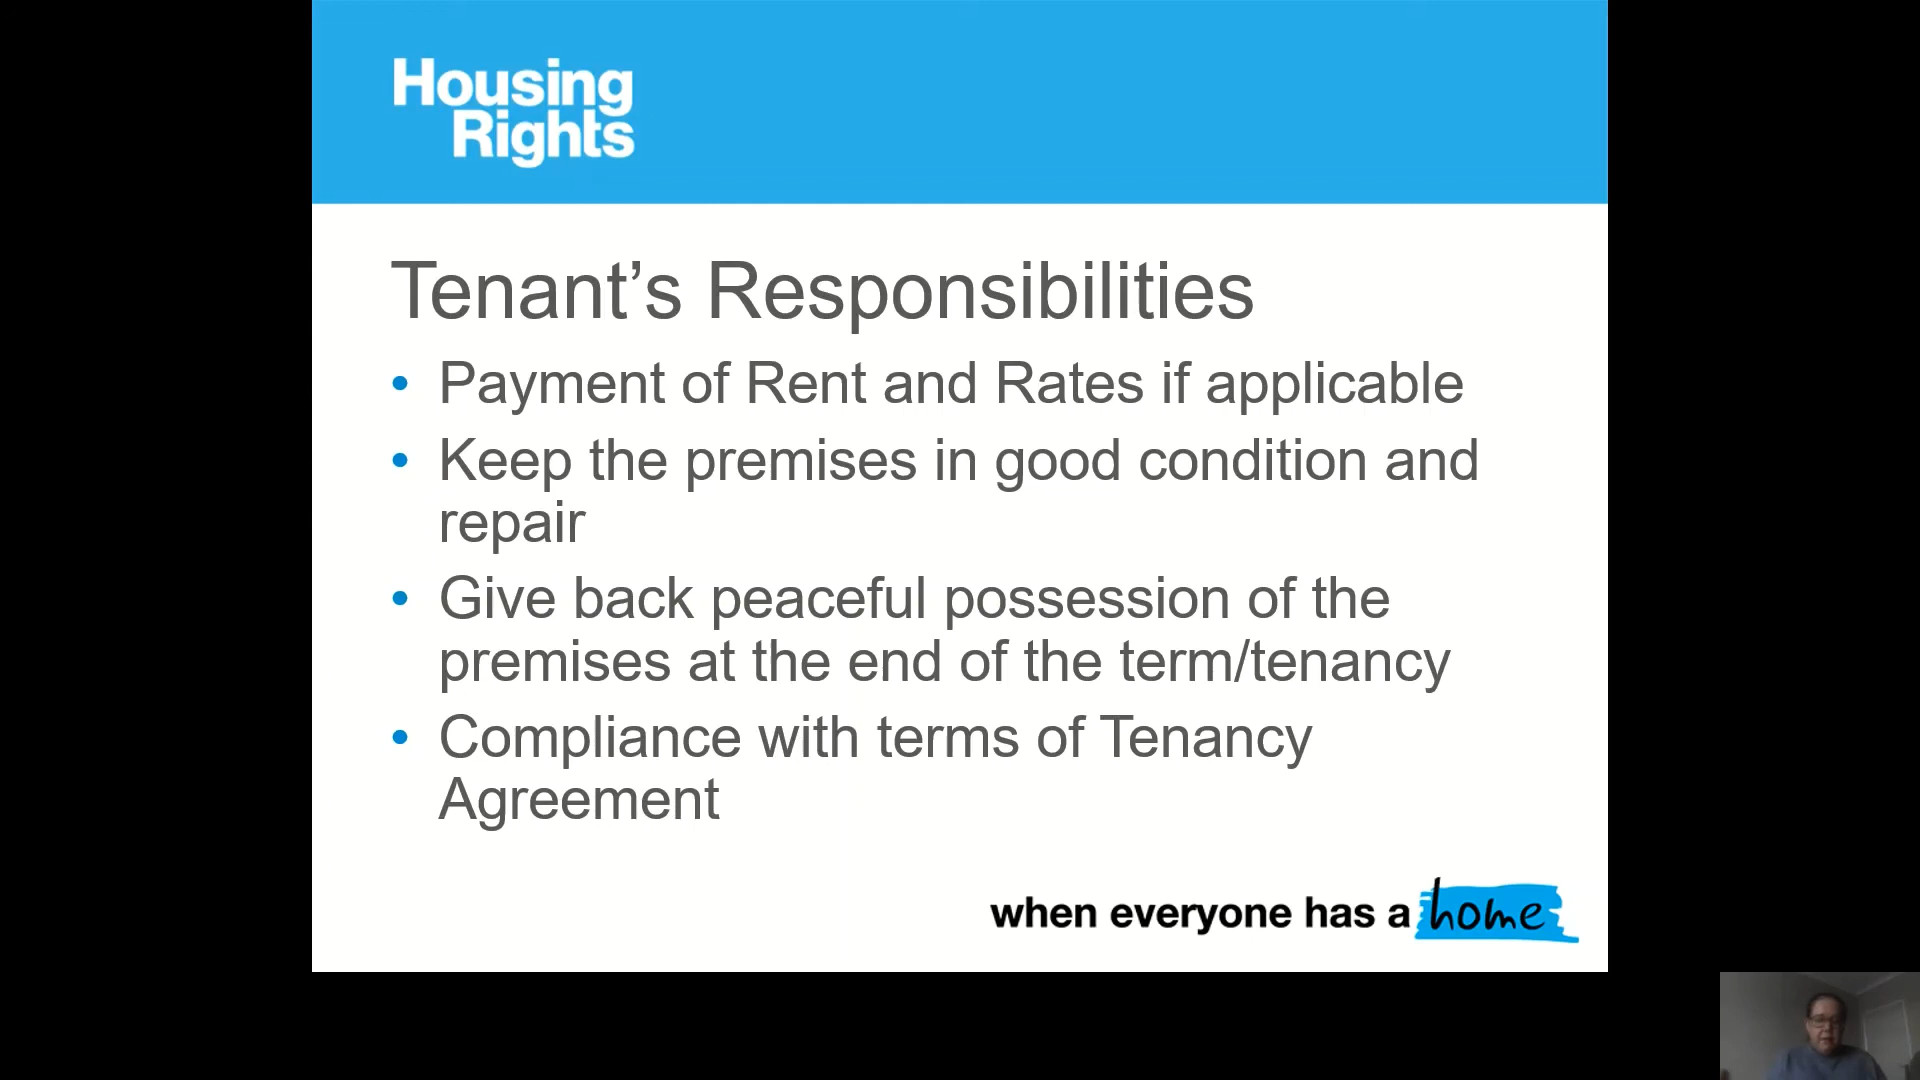 Housing
Rights
Tenant’s Responsibilities
• Payment of Rent and Rates if applicable
• Keep the premises in good condition and
repair
• Give back peaceful possession of the
premises at the end of the term/tenancy
• Compliance with terms of Tenancy
Agreement
when everyone has a home